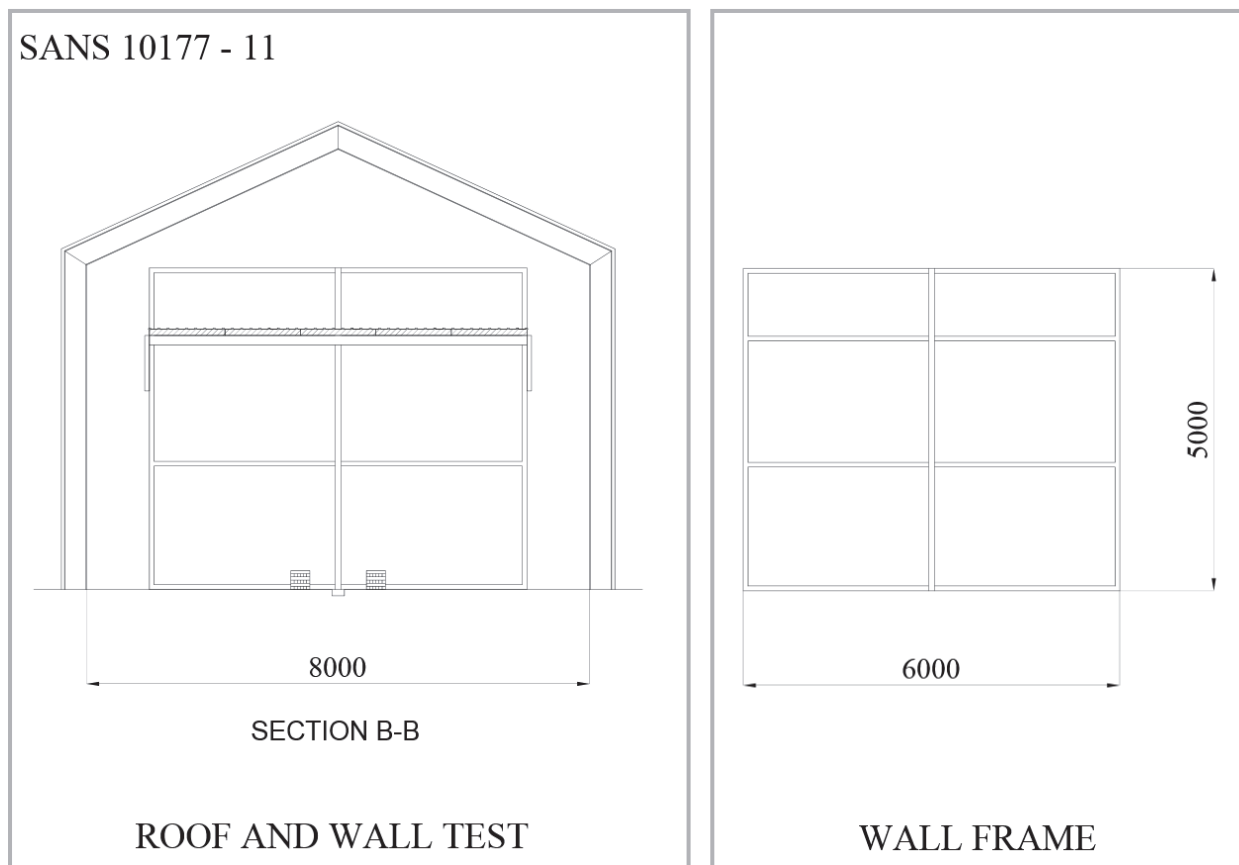 SANS 10177 - 11
8000
SECTION B-B
ROOF AND WALL TEST
5000
6000
WALL FRAME